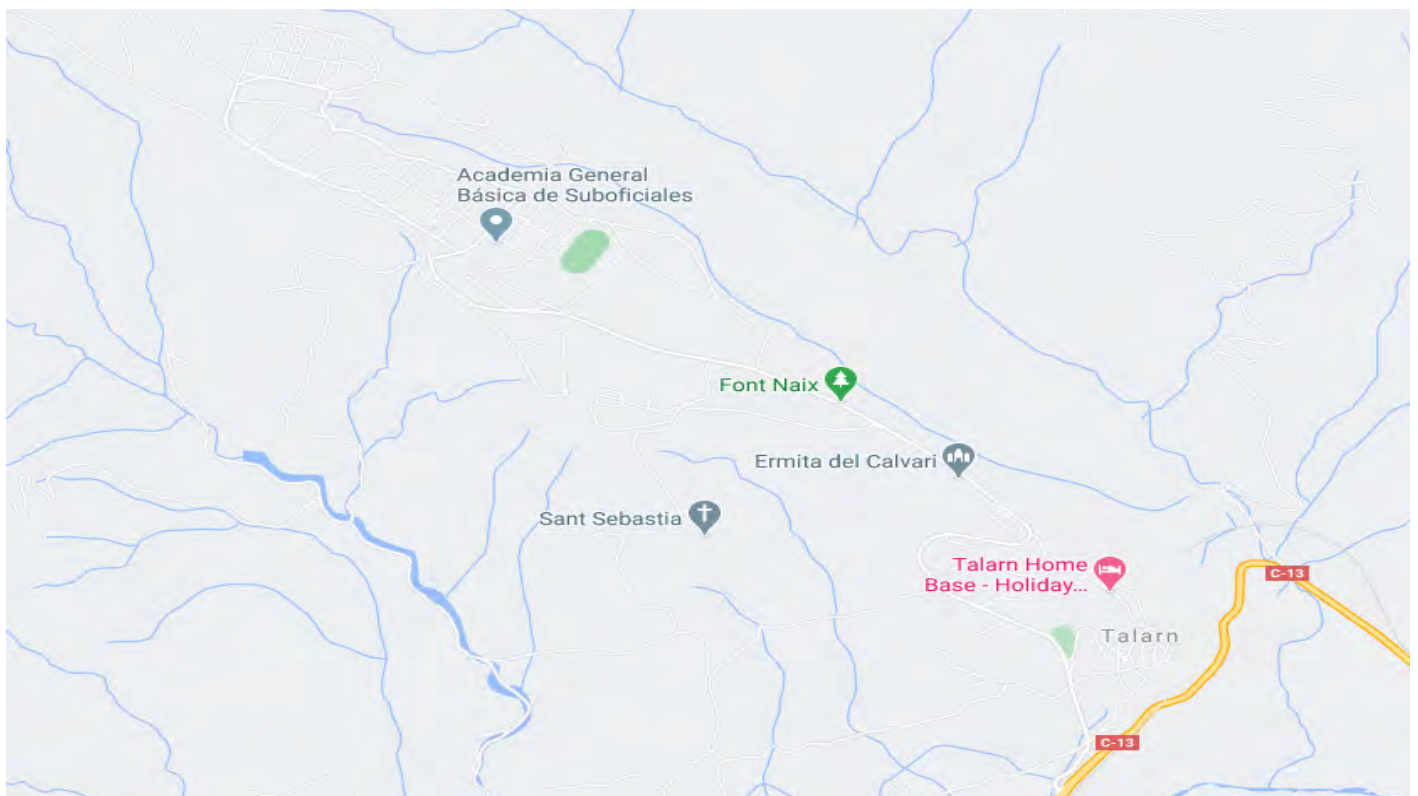 Academia General
Básica de Suboficiales
Font Naix
Ermita del Calvari
Sant Sebastia
Talarn Home
Base - Holiday...
C-13
Talarn
C-13